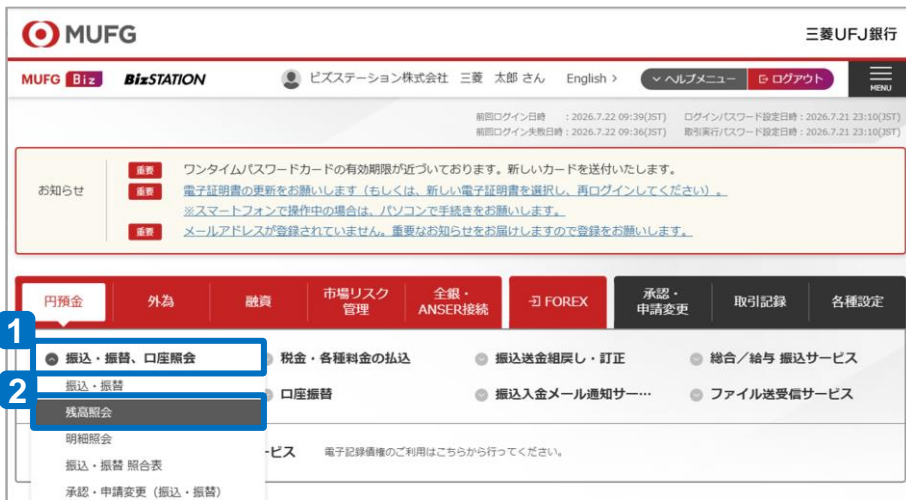 MUFG
三菱UFJ銀行
MUFG Biz BizSTATION ビズステーション株式会社 三菱 太郎 さん English > ヘルプメニュー ログアウト MENU
前回ログイン日時 : 2026.7.22 09:39(JST) ログインパスワード設定日時 : 2026.7.21 23:10(JST)
前回ログイン失敗日時 : 2026.7.22 09:36(JST) 取引実行パスワード設定日時 : 2026.7.21 23:10(JST)
お知らせ
重要 ワンタイムパスワードカードの有効期限が近づいております。新しいカードを送付いたします。
重要 電子証明書の更新をお願いします（もしくは、新しい電子証明書を選択し、再ログインしてください）。
※スマートフォンで操作中の場合は、パソコンで手続きをお願いします。
重要 メールアドレスが登録されていません。重要なお知らせをお届けしますので登録をお願いします。
円預金 外為 融資 市場リスク管理 全銀・ANSER接続 FOREX 承認・申請変更 取引記録 各種設定
1
振込・振替、口座照会 税金・各種料金の払込 振込送金組戻し・訂正 総合／給与 振込サービス
振込・振替 口座振替 振込入金メール通知サー… ファイル送受信サービス
2
残高照会
明細照会
ービス 電子記録債権のご利用はこちらから行ってください。
振込・振替 照合表
承認・申請変更（振込・振替）